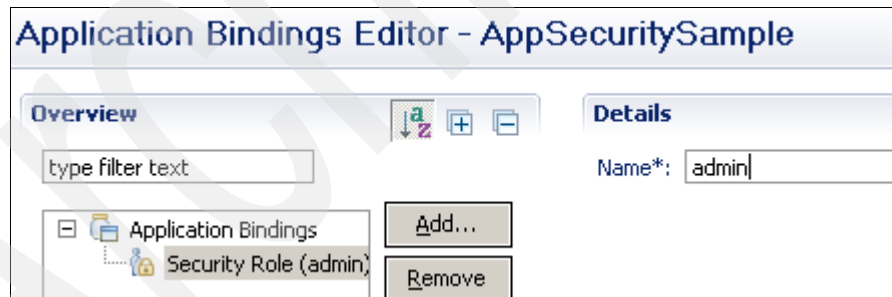 Application Bindings Editor - AppSecuritySample
Overview
type filter text
Application Bindings
Security Role (admin)
Add...
Remove
Details
Name*: admin